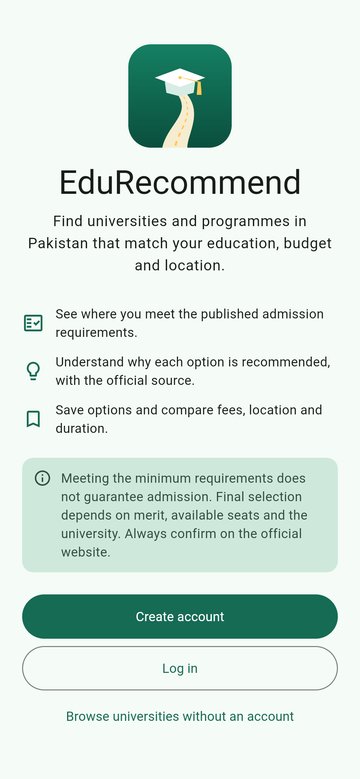 EduRecommend
Find universities and programmes in
Pakistan that match your education, budget
and location.
See where you meet the published admission
requirements.
Understand why each option is recommended,
with the official source.
Save options and compare fees, location and
duration.
Meeting the minimum requirements does
not guarantee admission. Final selection
depends on merit, available seats and the
university. Always confirm on the official
website.
Create account
Log in
Browse universities without an account